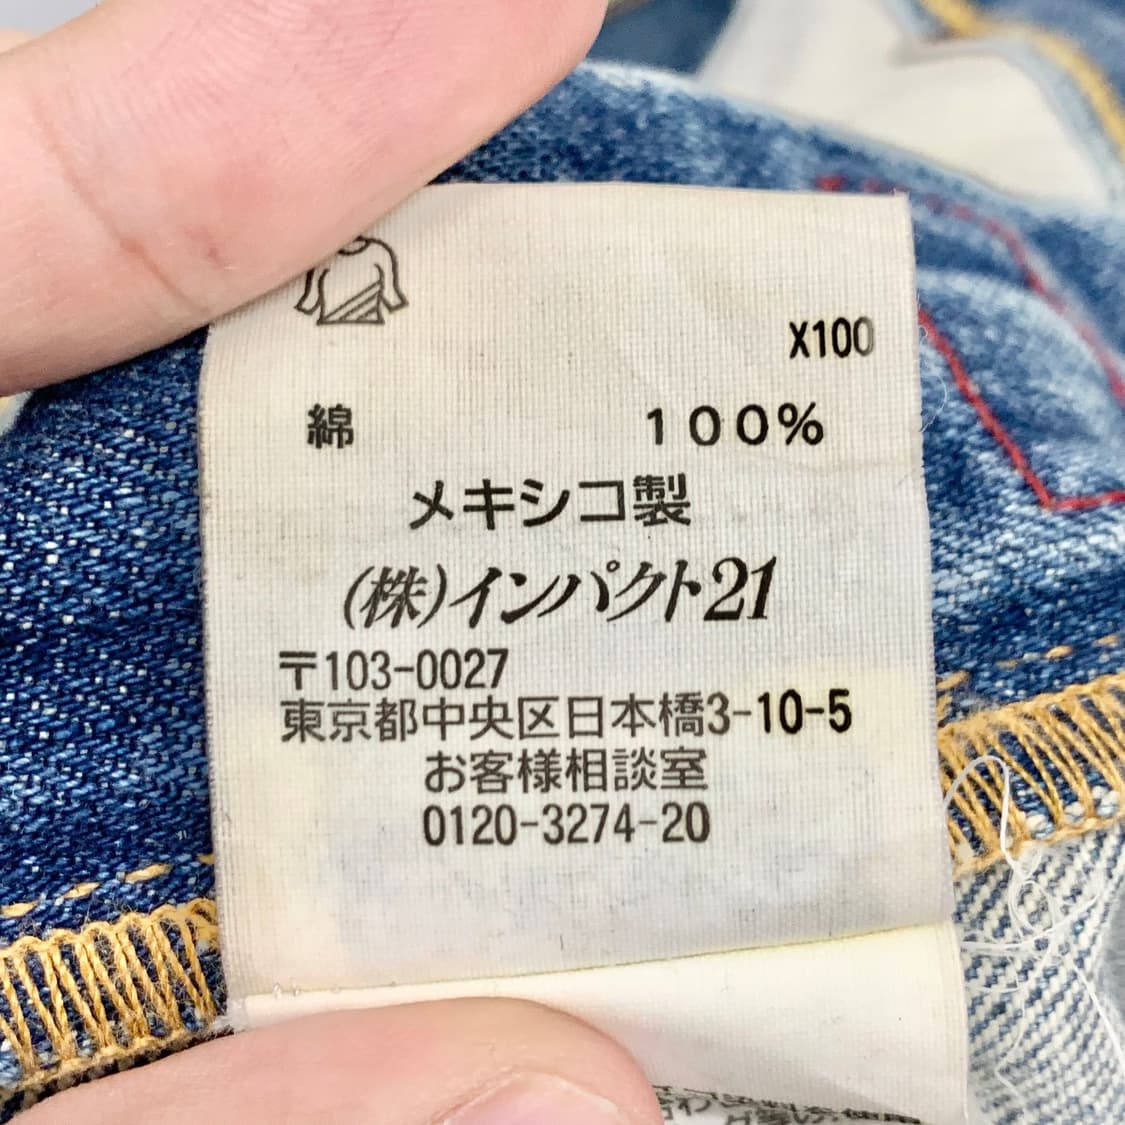 X100
綿 100%
メキシコ製
(株)インパクト21
〒103-0027
東京都中央区日本橋3-10-5
お客様相談室
0120-3274-20